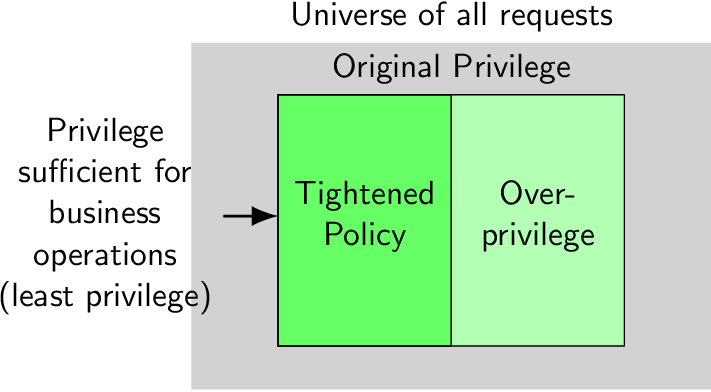 Universe of all requests
Original Privilege
Privilege
sufficient for
business
operations
(least privilege)
Tightened
Policy
Over-
privilege